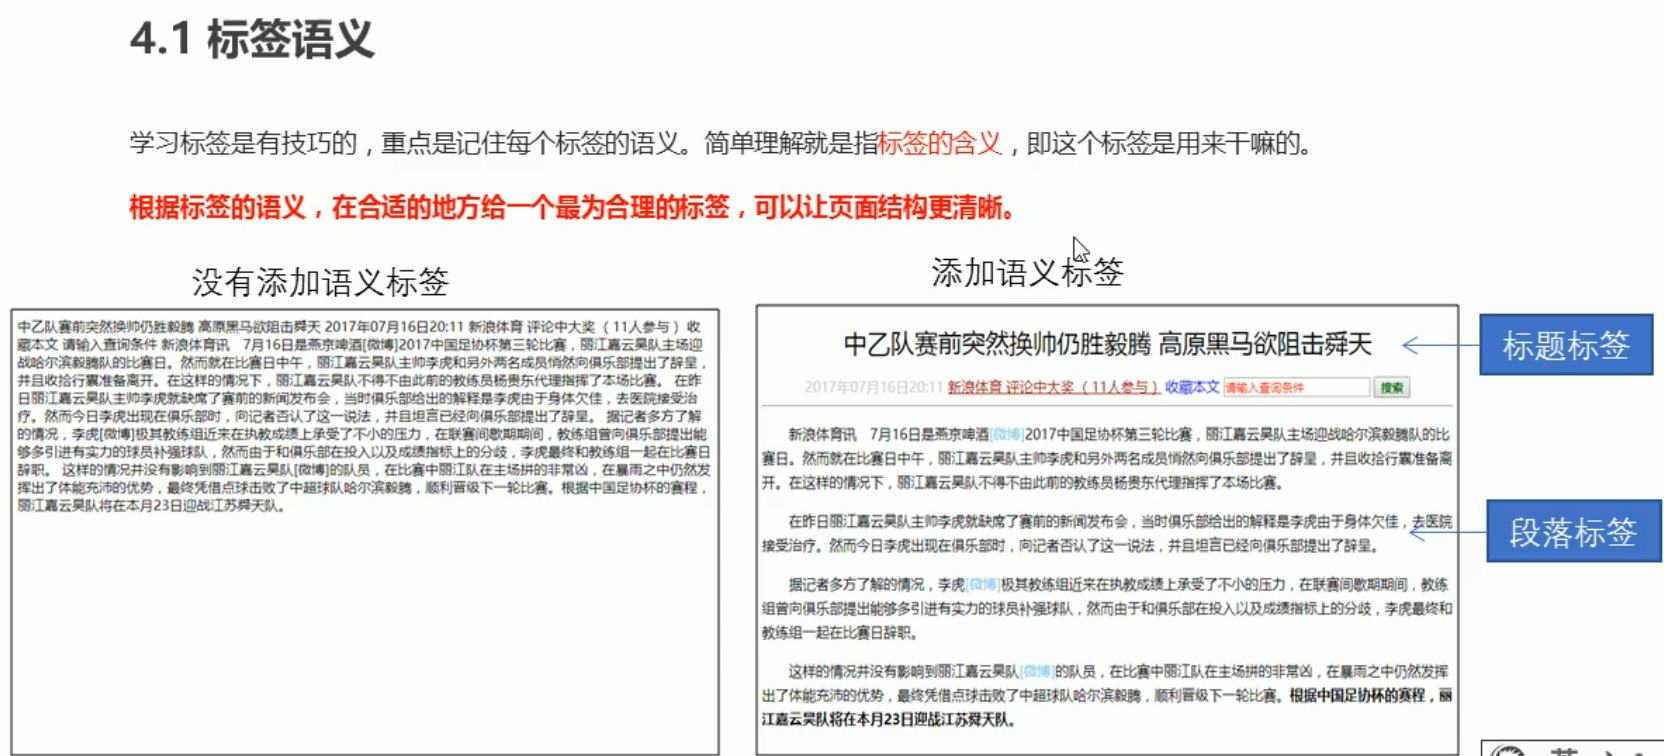 4.1 标签语义
学习标签是有技巧的，重点是记住每个标签的语义。简单理解就是指标签的含义，即这个标签是用来干嘛的。
根据标签的语义，在合适的地方给一个最为合理的标签，可以让页面结构更清晰。
没有添加语义标签
中乙队赛前突然换帅仍胜毅腾 高原黑马欲阻击舜天 2017年07月16日20:11 新浪体育 评论中大奖（11人参与）收
藏本文 请输入查询条件 新浪体育讯　7月16日是燕京啤酒[微博]2017中国足协杯第三轮比赛，丽江嘉云昊队主场迎
战哈尔滨毅腾队的比赛日。然而就在比赛日中午，丽江嘉云昊队主帅李虎和另外两名成员悄然向俱乐部提出了辞呈，
并且收拾行囊准备离开。在这样的情况下，丽江嘉云昊队不得不由此前的教练员杨贵东代理指挥了本场比赛。 在昨
日丽江嘉云昊队主帅李虎就缺席了赛前的新闻发布会，当时俱乐部给出的解释是李虎由于身体欠佳，去医院接受治
疗。然而今日李虎出现在俱乐部时，向记者否认了这一说法，并且坦言已经向俱乐部提出了辞呈。 据记者多方了解
的情况，李虎[微博]极其教练组近来在执教成绩上承受了不小的压力，在联赛间歇期期间，教练组曾向俱乐部提出能
够多引进有实力的球员补强球队，然而由于和俱乐部在投入以及成绩指标上的分歧，李虎最终和教练组一起在比赛日
辞职。 这样的情况并没有影响到丽江嘉云昊队[微博]的队员，在比赛中丽江队在主场拼的非常凶，在暴雨之中仍然发
挥出了体能充沛的优势，最终凭借点球击败了中超球队哈尔滨毅腾，顺利晋级下一轮比赛。根据中国足协杯的赛程，
丽江嘉云昊队将在本月23日迎战江苏舜天队。
添加语义标签
中乙队赛前突然换帅仍胜毅腾 高原黑马欲阻击舜天
2017年07月16日20:11 新浪体育 评论中大奖（11人参与）收藏本文 请输入查询条件 搜索
新浪体育讯　7月16日是燕京啤酒[微博]2017中国足协杯第三轮比赛，丽江嘉云昊队主场迎战哈尔滨毅腾队的比
赛日。然而就在比赛日中午，丽江嘉云昊队主帅李虎和另外两名成员悄然向俱乐部提出了辞呈，并且收拾行囊准备离
开。在这样的情况下，丽江嘉云昊队不得不由此前的教练员杨贵东代理指挥了本场比赛。
在昨日丽江嘉云昊队主帅李虎就缺席了赛前的新闻发布会，当时俱乐部给出的解释是李虎由于身体欠佳，去医院
接受治疗。然而今日李虎出现在俱乐部时，向记者否认了这一说法，并且坦言已经向俱乐部提出了辞呈。
据记者多方了解的情况，李虎[微博]极其教练组近来在执教成绩上承受了不小的压力，在联赛间歇期期间，教练
组曾向俱乐部提出能够多引进有实力的球员补强球队，然而由于和俱乐部在投入以及成绩指标上的分歧，李虎最终和
教练组一起在比赛日辞职。
这样的情况并没有影响到丽江嘉云昊队[微博]的队员，在比赛中丽江队在主场拼的非常凶，在暴雨之中仍然发挥
出了体能充沛的优势，最终凭借点球击败了中超球队哈尔滨毅腾，顺利晋级下一轮比赛。根据中国足协杯的赛程，丽
江嘉云昊队将在本月23日迎战江苏舜天队。
标题标签
段落标签